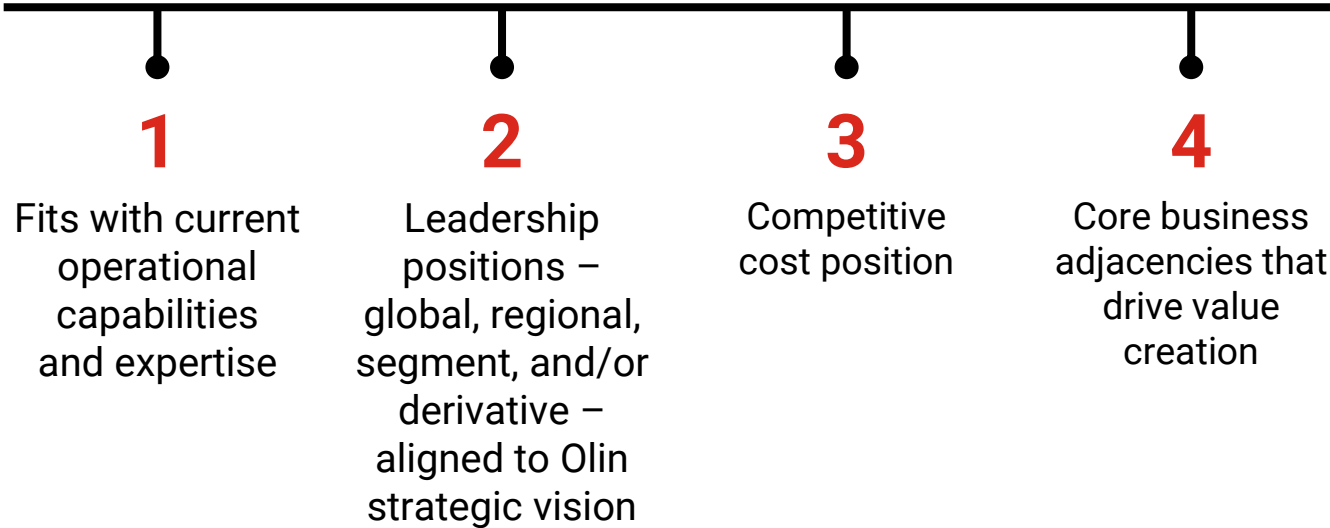 1
Fits with current
operational
capabilities
and expertise
2
Leadership
positions –
global, regional,
segment, and/or
derivative –
aligned to Olin
strategic vision
3
Competitive
cost position
4
Core business
adjacencies that
drive value
creation